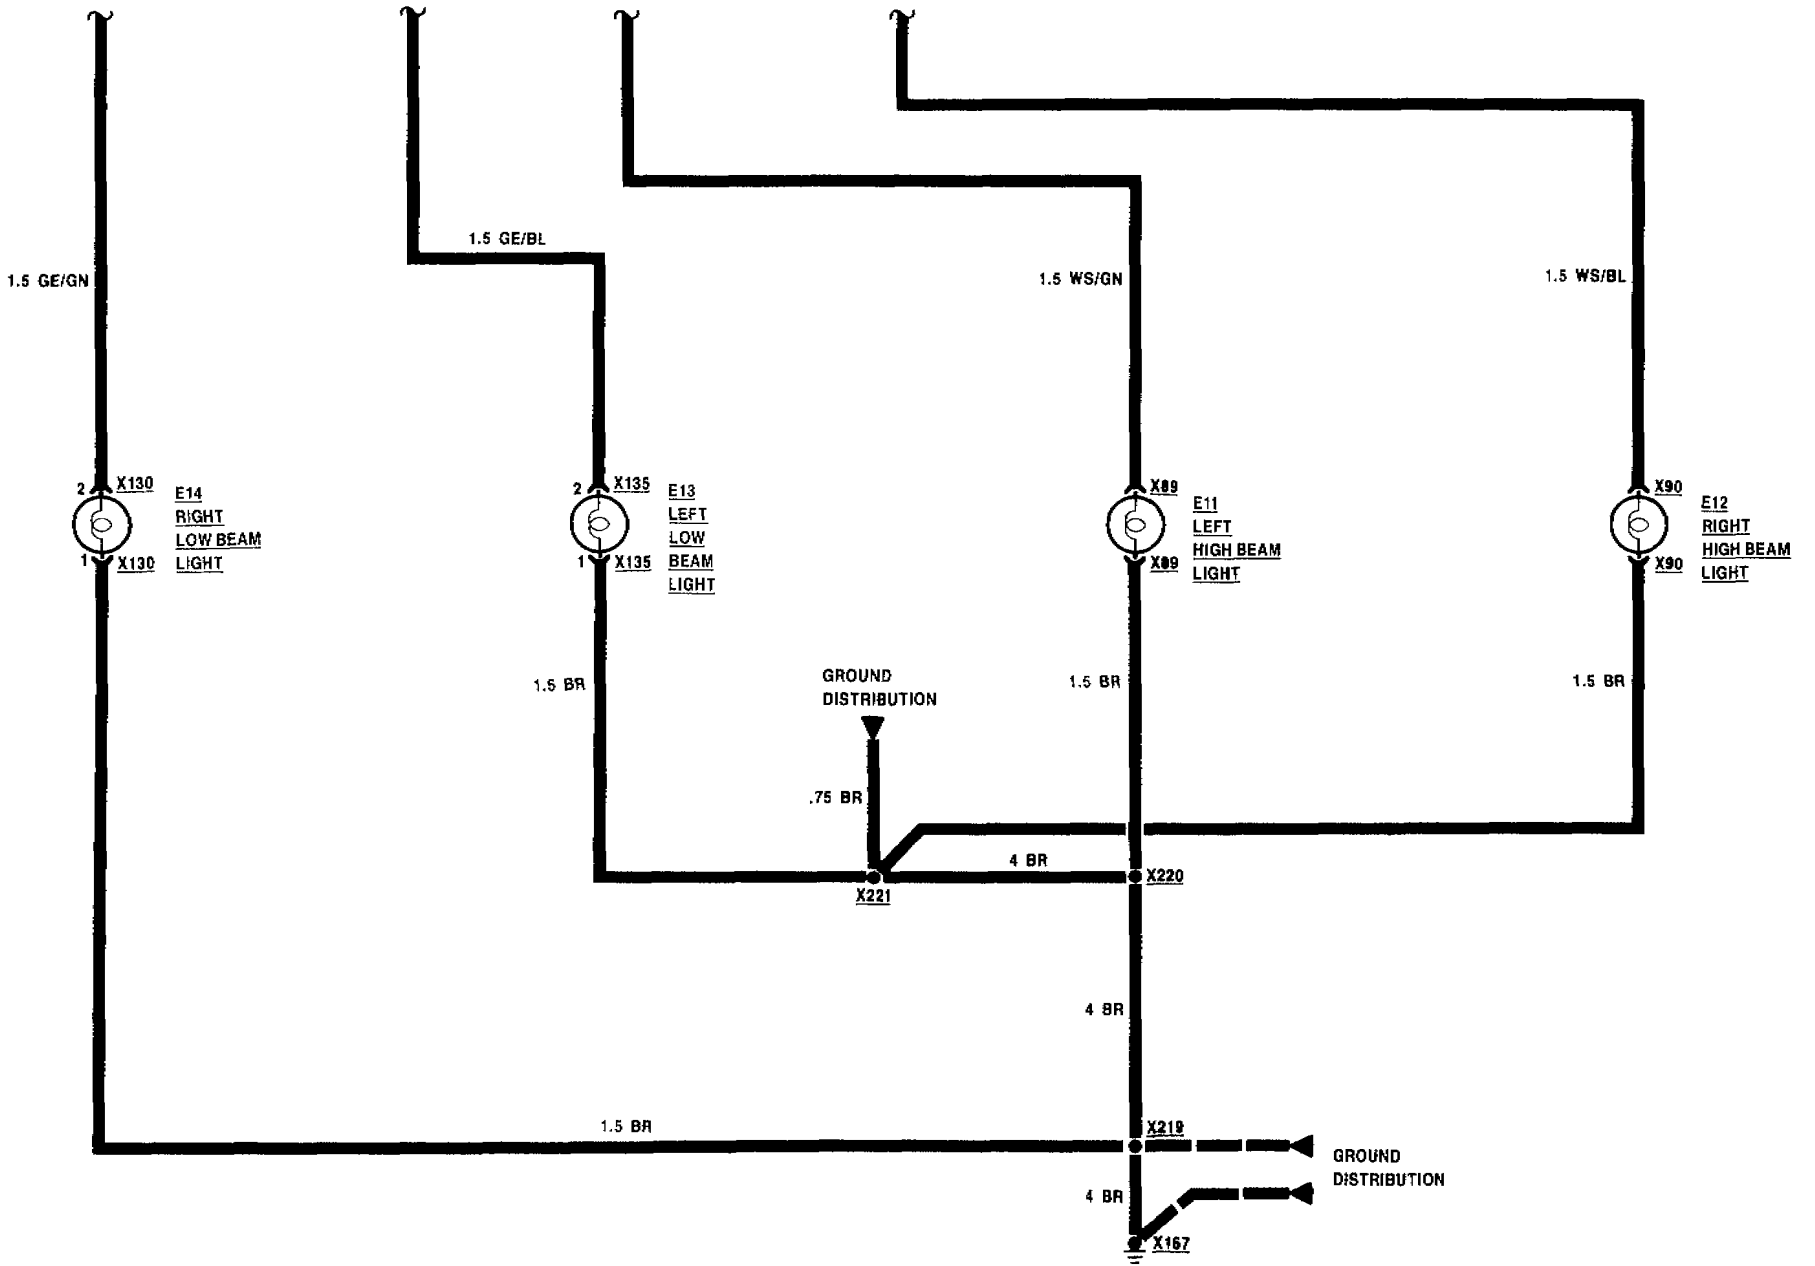 1.5 GE/BL
1.5 GE/GN
1.5 WS/GN
1.5 WS/BL
2 X130
E14
RIGHT
LOW BEAM
LIGHT
1 X130
2 X135
E13
LEFT
LOW
BEAM
LIGHT
1 X135
X89
E11
LEFT
HIGH BEAM
LIGHT
X89
X90
E12
RIGHT
HIGH BEAM
LIGHT
X90
1.5 BR
GROUND
DISTRIBUTION
1.5 BR
1.5 BR
.75 BR
4 BR
X221
X220
4 BR
1.5 BR
X219
GROUND
DISTRIBUTION
4 BR
X167